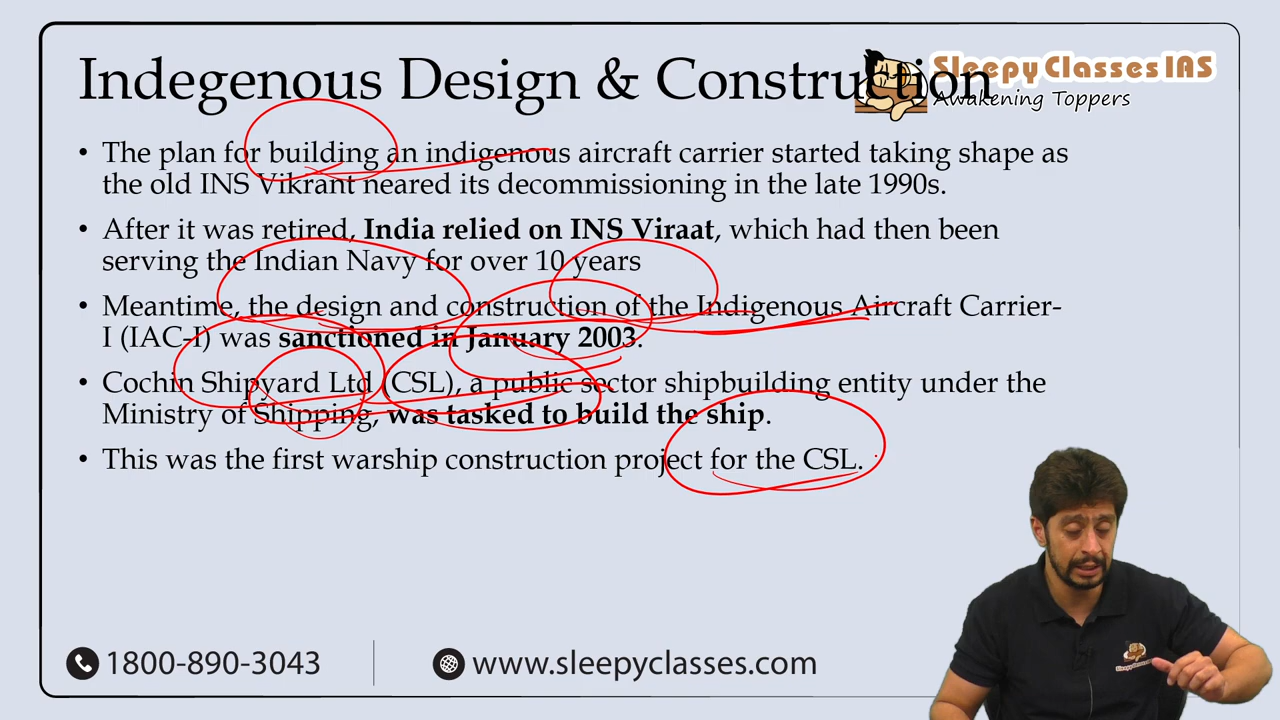 Indegenous Design & Construction
Sleepy Classes IAS
Awakening Toppers
• The plan for building an indigenous aircraft carrier started taking shape as
the old INS Vikrant neared its decommissioning in the late 1990s.
• After it was retired, India relied on INS Viraat, which had then been
serving the Indian Navy for over 10 years
• Meantime, the design and construction of the Indigenous Aircraft Carrier-
I (IAC-I) was sanctioned in January 2003.
• Cochin Shipyard Ltd (CSL), a public sector shipbuilding entity under the
Ministry of Shipping, was tasked to build the ship.
• This was the first warship construction project for the CSL.
1800-890-3043
www.sleepyclasses.com